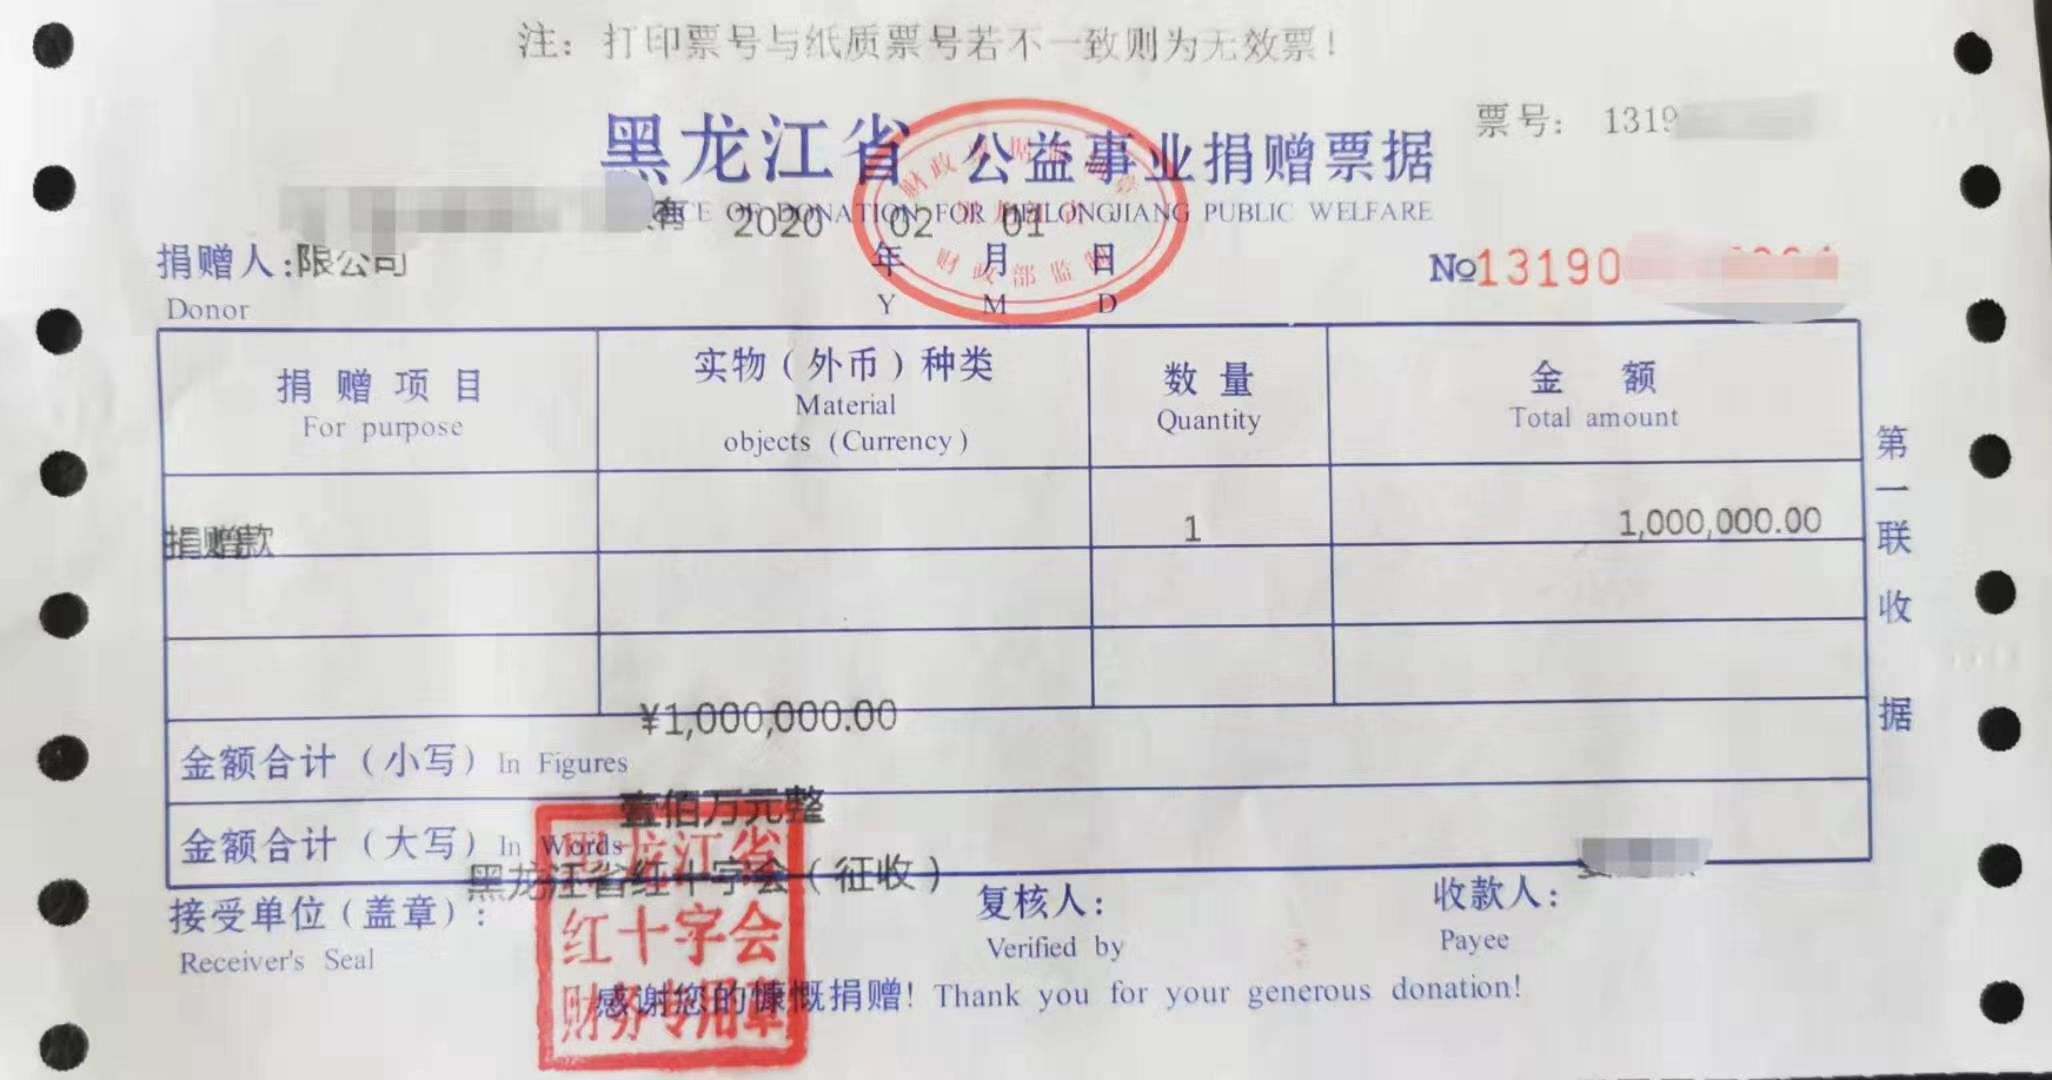 注：打印票号与纸质票号若不一致则为无效票！
票号： 1319
黑龙江省 公益事业捐赠票据
OF DONATION FOR HEILONGJIANG PUBLIC WELFARE
有
2020 02 01
捐赠人:限公司
年 月 日
№13190
Donor
Y M D
财政部监制
捐赠项目
For purpose
实物（外币）种类
Material
objects (Currency)
数量
Quantity
金额
Total amount
捐赠款
1
1,000,000.00
第一联收据
¥1,000,000.00
金额合计（小写）In Figures
壹佰万元整
金额合计（大写）In Words
黑龙江省红十字会（征收）
接受单位（盖章）:
Receiver's Seal
复核人:
Verified by
收款人:
Payee
黑龙江省
红十字会
财务专用章
感谢您的慷慨捐赠! Thank you for your generous donation!